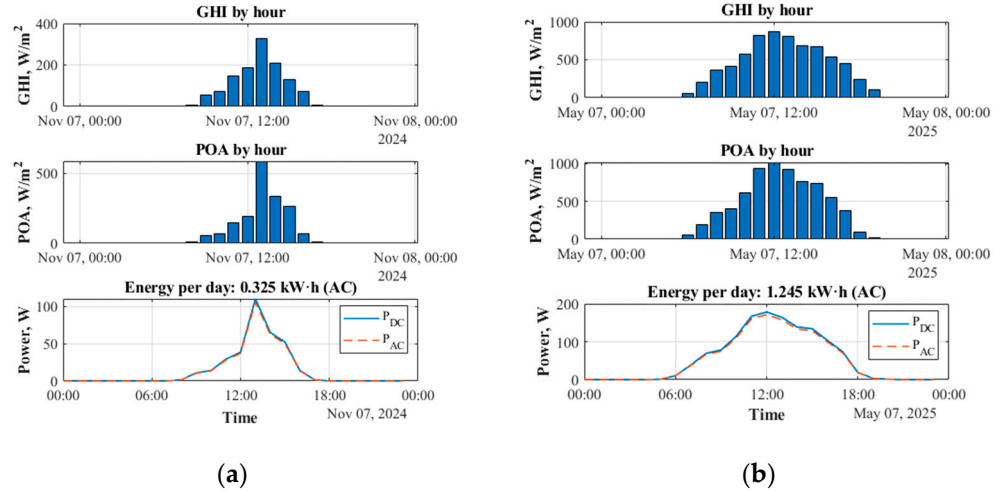 GHI by hour
GHI, W/m²
400
200
0
Nov 07, 00:00
Nov 07, 12:00
Nov 08, 00:00
2024
POA by hour
POA, W/m²
500
0
Nov 07, 00:00
Nov 07, 12:00
Nov 08, 00:00
2024
Energy per day: 0.325 kW·h (AC)
Power, W
100
50
0
P_DC
P_AC
00:00
06:00
12:00
18:00
00:00
Time
Nov 07, 2024
(a)
GHI by hour
GHI, W/m²
1000
500
0
May 07, 00:00
May 07, 12:00
May 08, 00:00
2025
POA by hour
POA, W/m²
1000
500
0
May 07, 00:00
May 07, 12:00
May 08, 00:00
2025
Energy per day: 1.245 kW·h (AC)
Power, W
200
100
0
P_DC
P_AC
00:00
06:00
12:00
18:00
00:00
Time
May 07, 2025
(b)